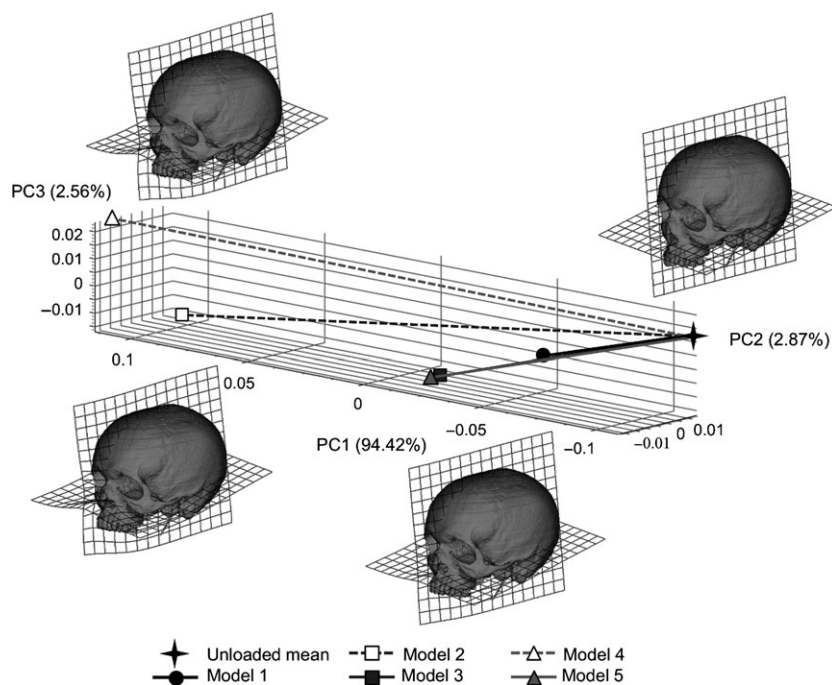 PC3 (2.56%)
0.02
0.01
0
−0.01
PC2 (2.87%)
0.1
0.05
0
−0.05
−0.1
−0.01
0
0.01
PC1 (94.42%)
Unloaded mean
Model 2
Model 4
Model 1
Model 3
Model 5